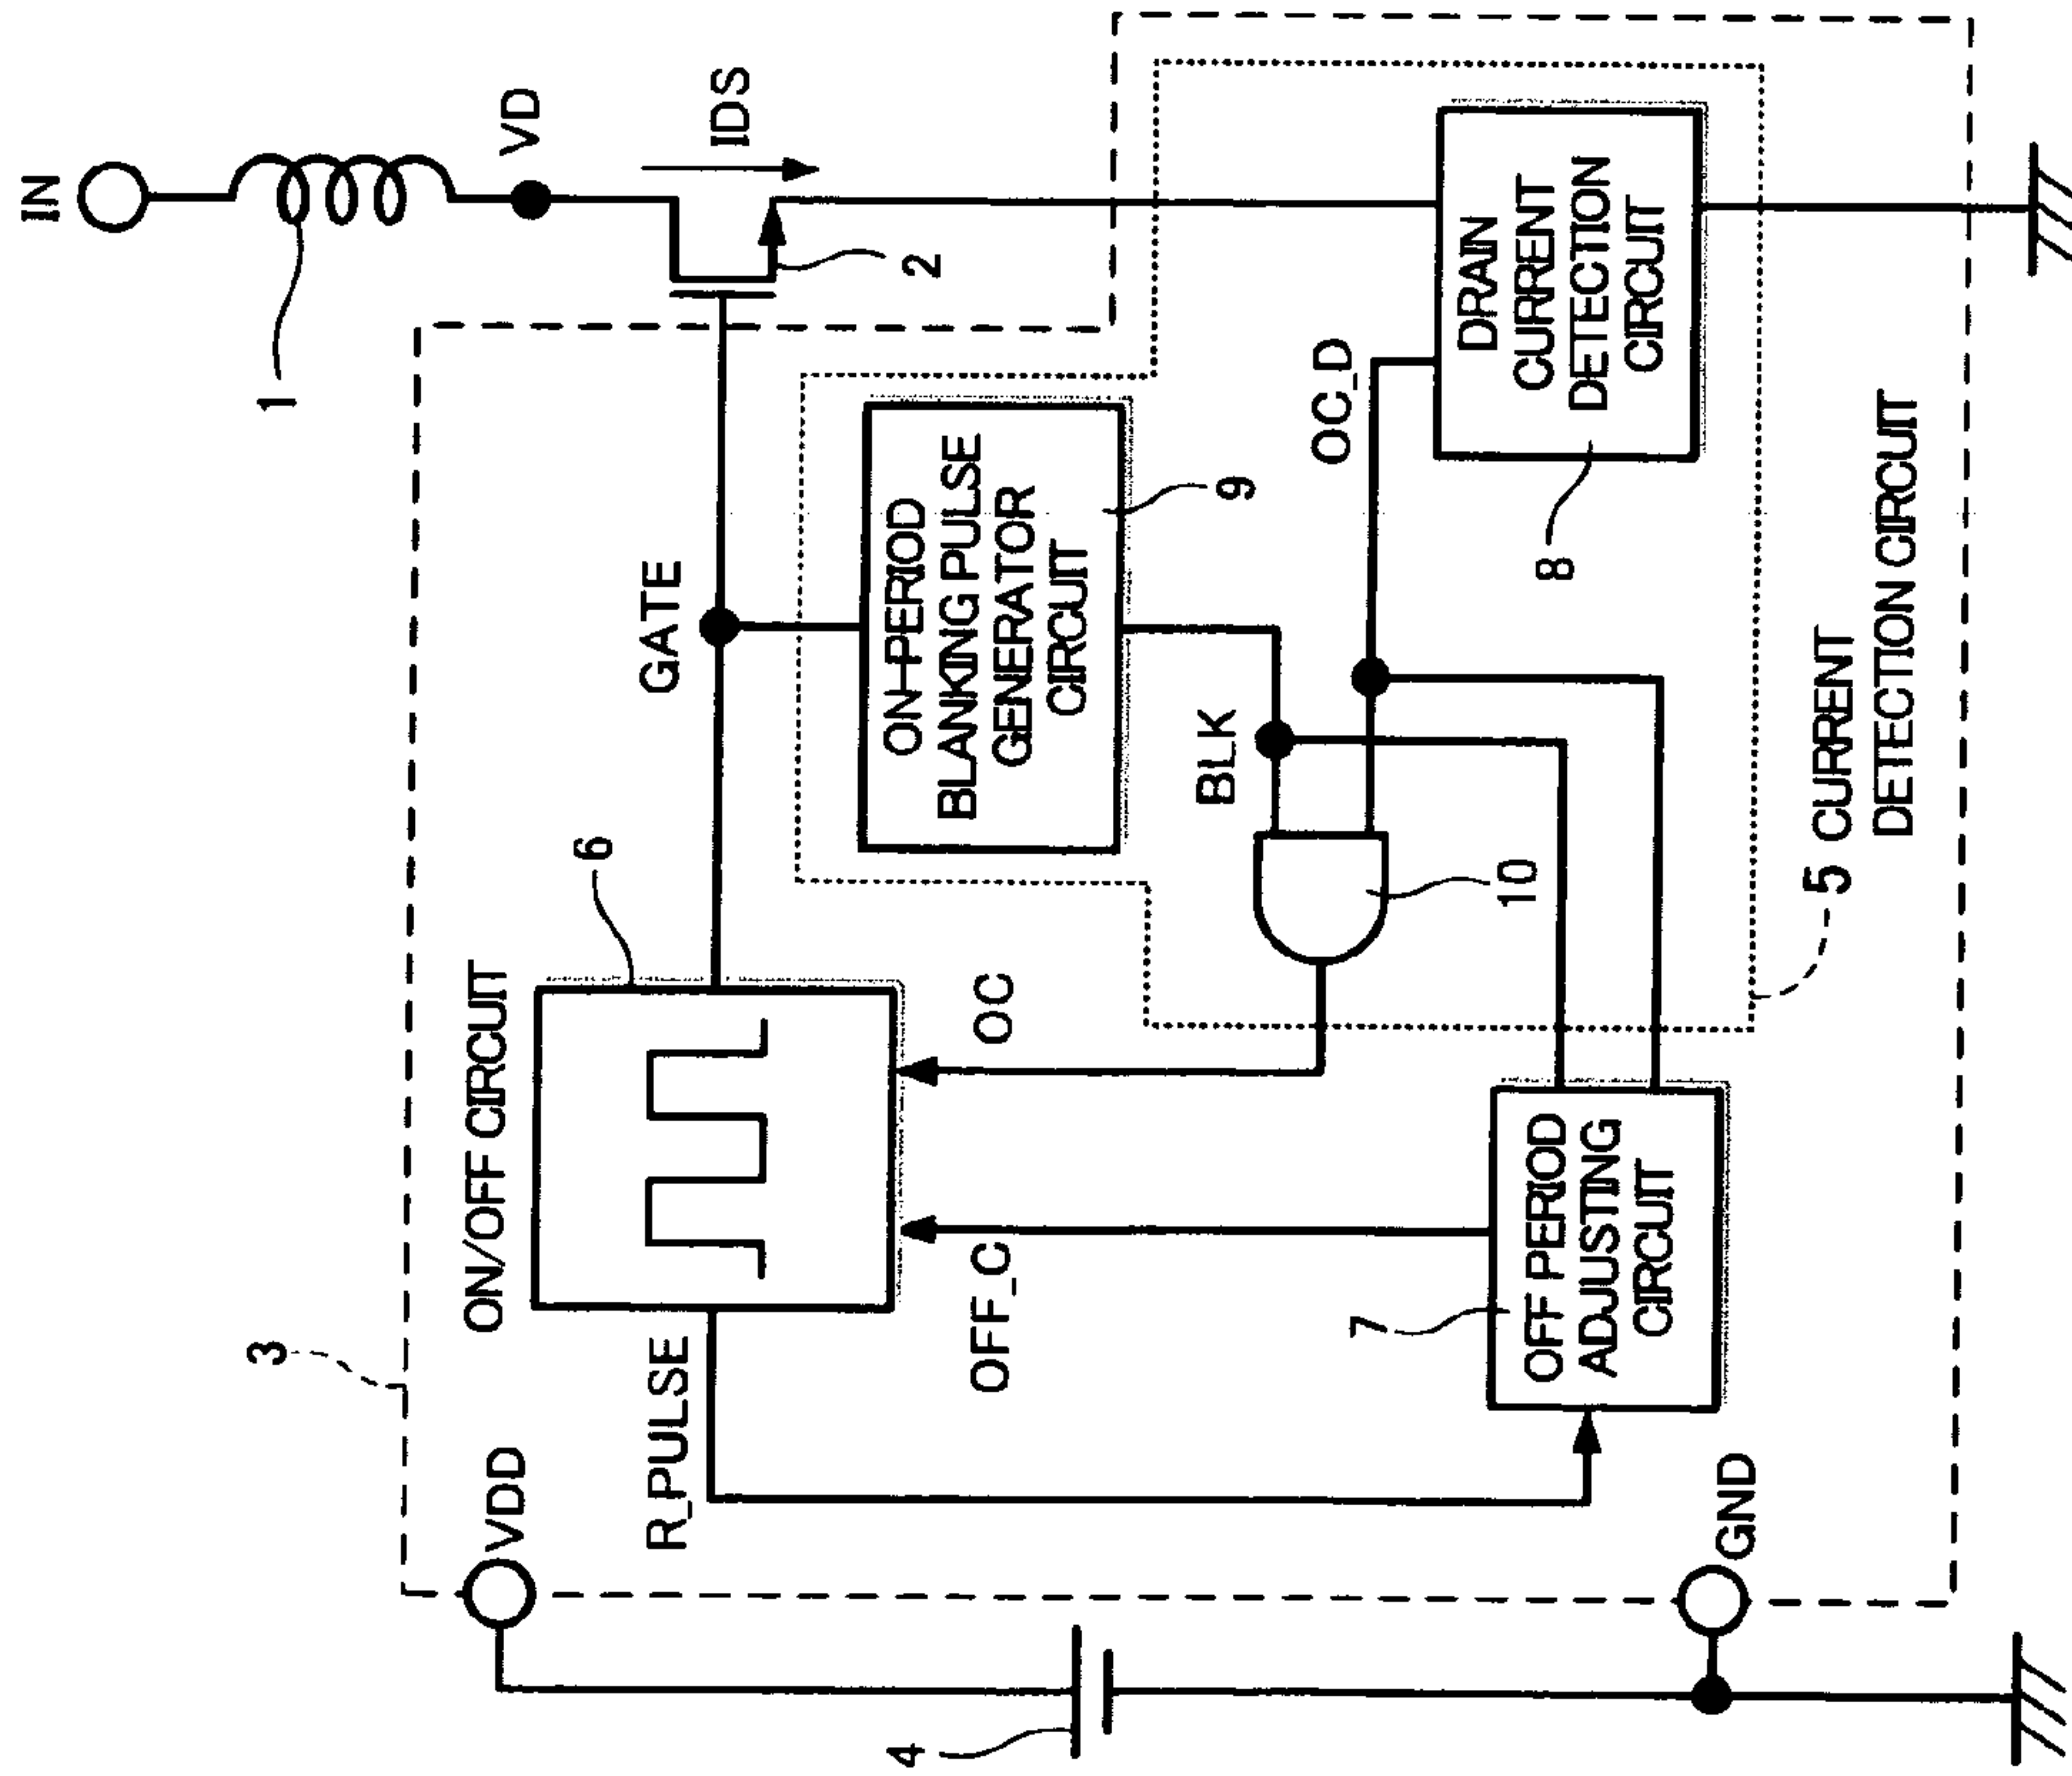 IN
1
VD
IDS
2
GATE
ON-PERIOD
BLANKING PULSE
GENERATOR
CIRCUIT
9
OC_D
DRAIN
CURRENT
DETECTION
CIRCUIT
8
BLK
10
5 CURRENT
DETECTION CIRCUIT
6
ON/OFF CIRCUIT
OC
OFF_C
R_PULSE
7
OFF PERIOD
ADJUSTING
CIRCUIT
3
VDD
GND
4